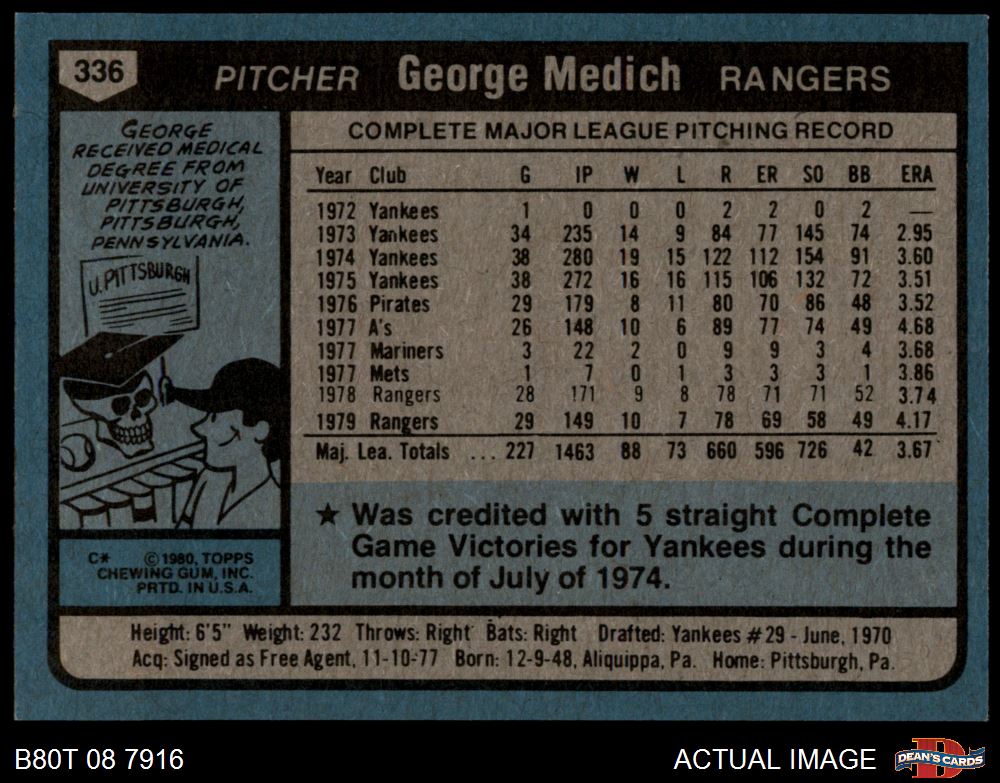 336
PITCHER George Medich RANGERS
GEORGE
RECEIVED MEDICAL
DEGREE FROM
UNIVERSITY OF
PITTSBURGH,
PITTSBURGH,
PENNSYLVANIA.
U. PITTSBURGH
C* © 1980, TOPPS
CHEWING GUM, INC.
PRTD. IN U.S.A.
COMPLETE MAJOR LEAGUE PITCHING RECORD
Year Club G IP W L R ER SO BB ERA
1972 Yankees 1 0 0 0 2 2 0 2 —
1973 Yankees 34 235 14 9 84 77 145 74 2.95
1974 Yankees 38 280 19 15 122 112 154 91 3.60
1975 Yankees 38 272 16 16 115 106 132 72 3.51
1976 Pirates 29 179 8 11 80 70 86 48 3.52
1977 A's 26 148 10 6 89 77 74 49 4.68
1977 Mariners 3 22 2 0 9 9 3 4 3.68
1977 Mets 1 7 0 1 3 3 3 1 3.86
1978 Rangers 28 171 9 8 78 71 71 52 3.74
1979 Rangers 29 149 10 7 78 69 58 49 4.17
Maj. Lea. Totals ... 227 1463 88 73 660 596 726 42 3.67
★ Was credited with 5 straight Complete
Game Victories for Yankees during the
month of July of 1974.
Height: 6'5" Weight: 232 Throws: Right Bats: Right Drafted: Yankees #29 - June, 1970
Acq: Signed as Free Agent, 11-10-77 Born: 12-9-48, Aliquippa, Pa. Home: Pittsburgh, Pa.
B80T 08 7916 ACTUAL IMAGE D DEAN'S CARDS